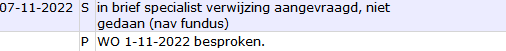 07-11-2022 S in brief specialist verwijzing aangevraagd, niet
gedaan (nav fundus)
P WO 1-11-2022 besproken.